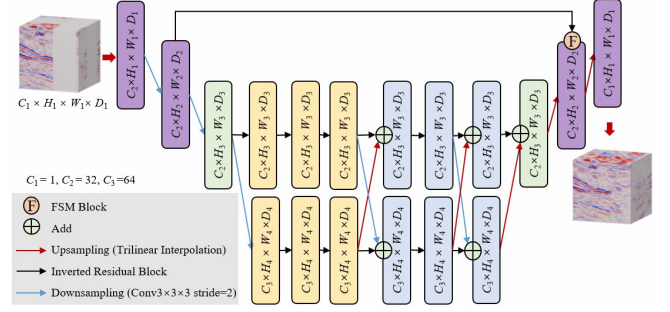 C₁ × H₁ × W₁ × D₁
C₂×H₁×W₁×D₁
C₂×H₂×W₂×D₂
C₂×H₃×W₃×D₃
C₂×H₃×W₃×D₃
C₂×H₃×W₃×D₃
C₂×H₃×W₃×D₃
C₂×H₃×W₃×D₃
C₂×H₃×W₃×D₃
C₂×H₃×W₃×D₃
C₂×H₃×W₃×D₃
F
C₂×H₂×W₂×D₂
C₁×H₁×W₁×D₁
C₃×H₄×W₄×D₄
C₃×H₄×W₄×D₄
C₃×H₄×W₄×D₄
C₃×H₄×W₄×D₄
C₃×H₄×W₄×D₄
C₃×H₄×W₄×D₄
C₁= 1, C₂= 32, C₃=64
F FSM Block
Add
Upsampling (Trilinear Interpolation)
Inverted Residual Block
Downsampling (Conv3×3×3 stride=2)